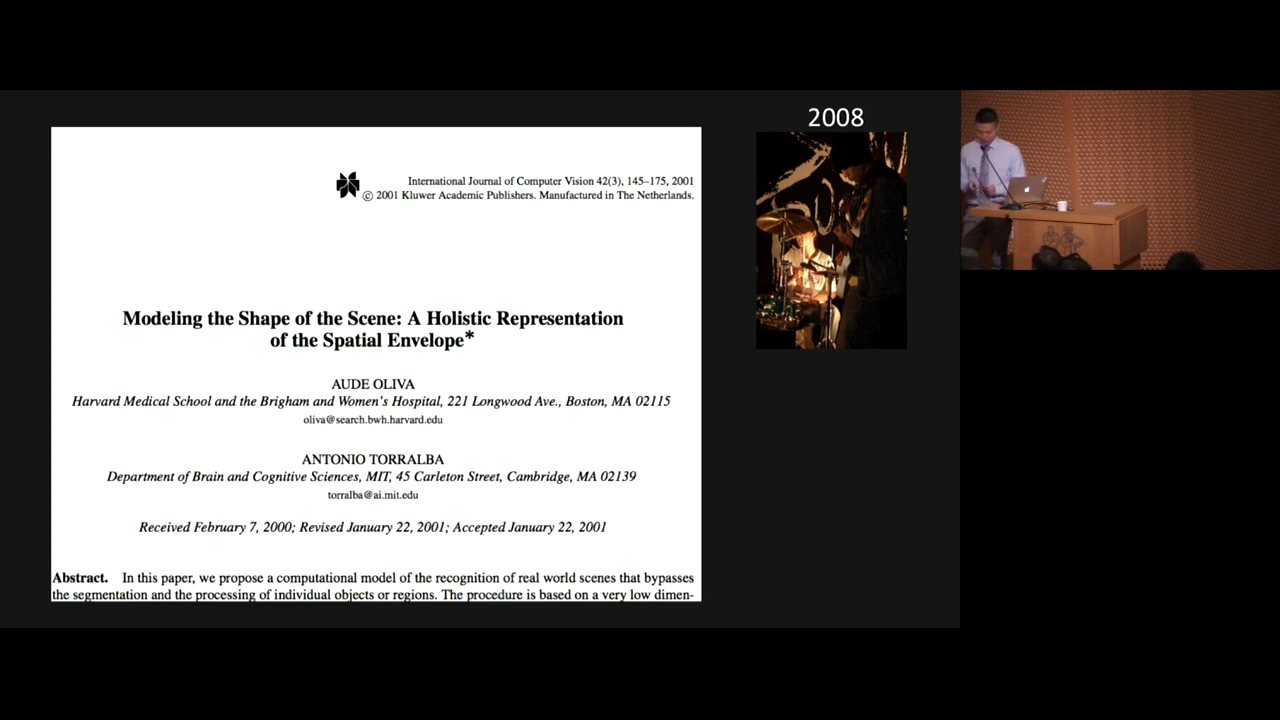 International Journal of Computer Vision 42(3), 145–175, 2001
© 2001 Kluwer Academic Publishers. Manufactured in The Netherlands.
Modeling the Shape of the Scene: A Holistic Representation
of the Spatial Envelope*
AUDE OLIVA
Harvard Medical School and the Brigham and Women's Hospital, 221 Longwood Ave., Boston, MA 02115
oliva@search.bwh.harvard.edu
ANTONIO TORRALBA
Department of Brain and Cognitive Sciences, MIT, 45 Carleton Street, Cambridge, MA 02139
torralba@ai.mit.edu
Received February 7, 2000; Revised January 22, 2001; Accepted January 22, 2001
Abstract. In this paper, we propose a computational model of the recognition of real world scenes that bypasses
the segmentation and the processing of individual objects or regions. The procedure is based on a very low dimen-
2008